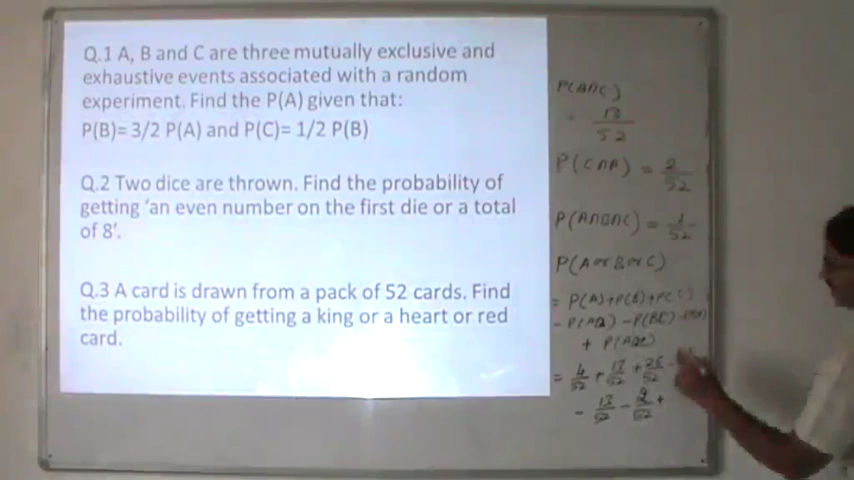 Q.1 A, B and C are three mutually exclusive and
exhaustive events associated with a random
experiment. Find the P(A) given that:
P(B)= 3/2 P(A) and P(C)= 1/2 P(B)
Q.2 Two dice are thrown. Find the probability of
getting 'an even number on the first die or a total
of 8'.
Q.3 A card is drawn from a pack of 52 cards. Find
the probability of getting a king or a heart or red
card.
= 13/52
P(C∩A) = 2/52
P(A∩B∩C) = 1/52
P(A or B or C)
= P(A)+P(B)+P(C)
- P(AB) - P(BC)
+ P(ABC)
= 4/52 + 13/52 + 26/52 -
- 13/52 - 2/52 +